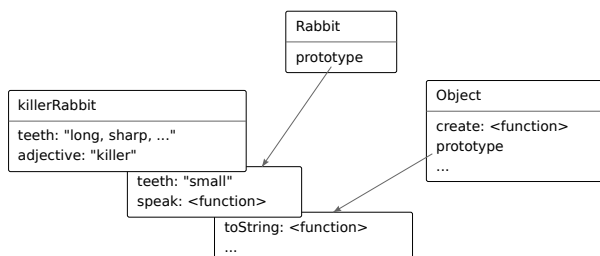 Rabbit
prototype
killerRabbit
teeth: "long, sharp, ..."
adjective: "killer"
Object
create: <function>
prototype
...
teeth: "small"
speak: <function>
toString: <function>
...